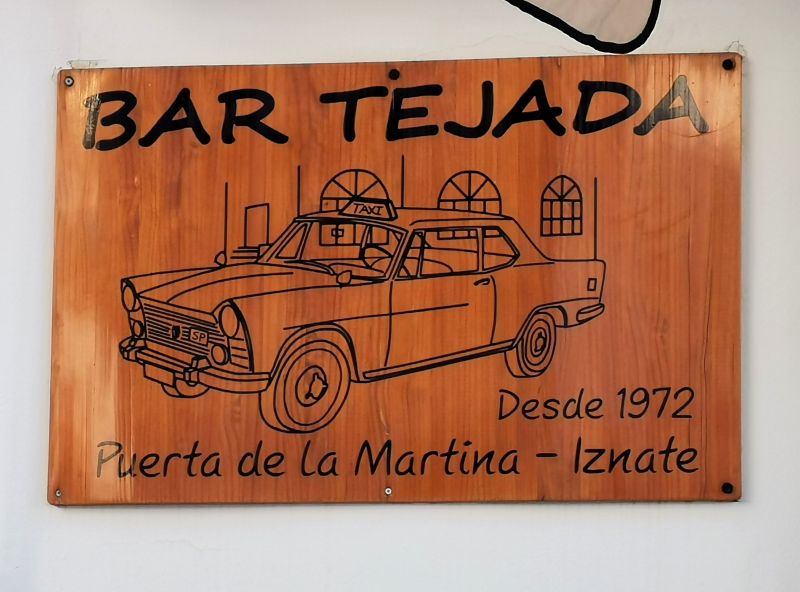 BAR TEJADA
TAXI
SP
Desde 1972
Puerta de la Martina - Iznate